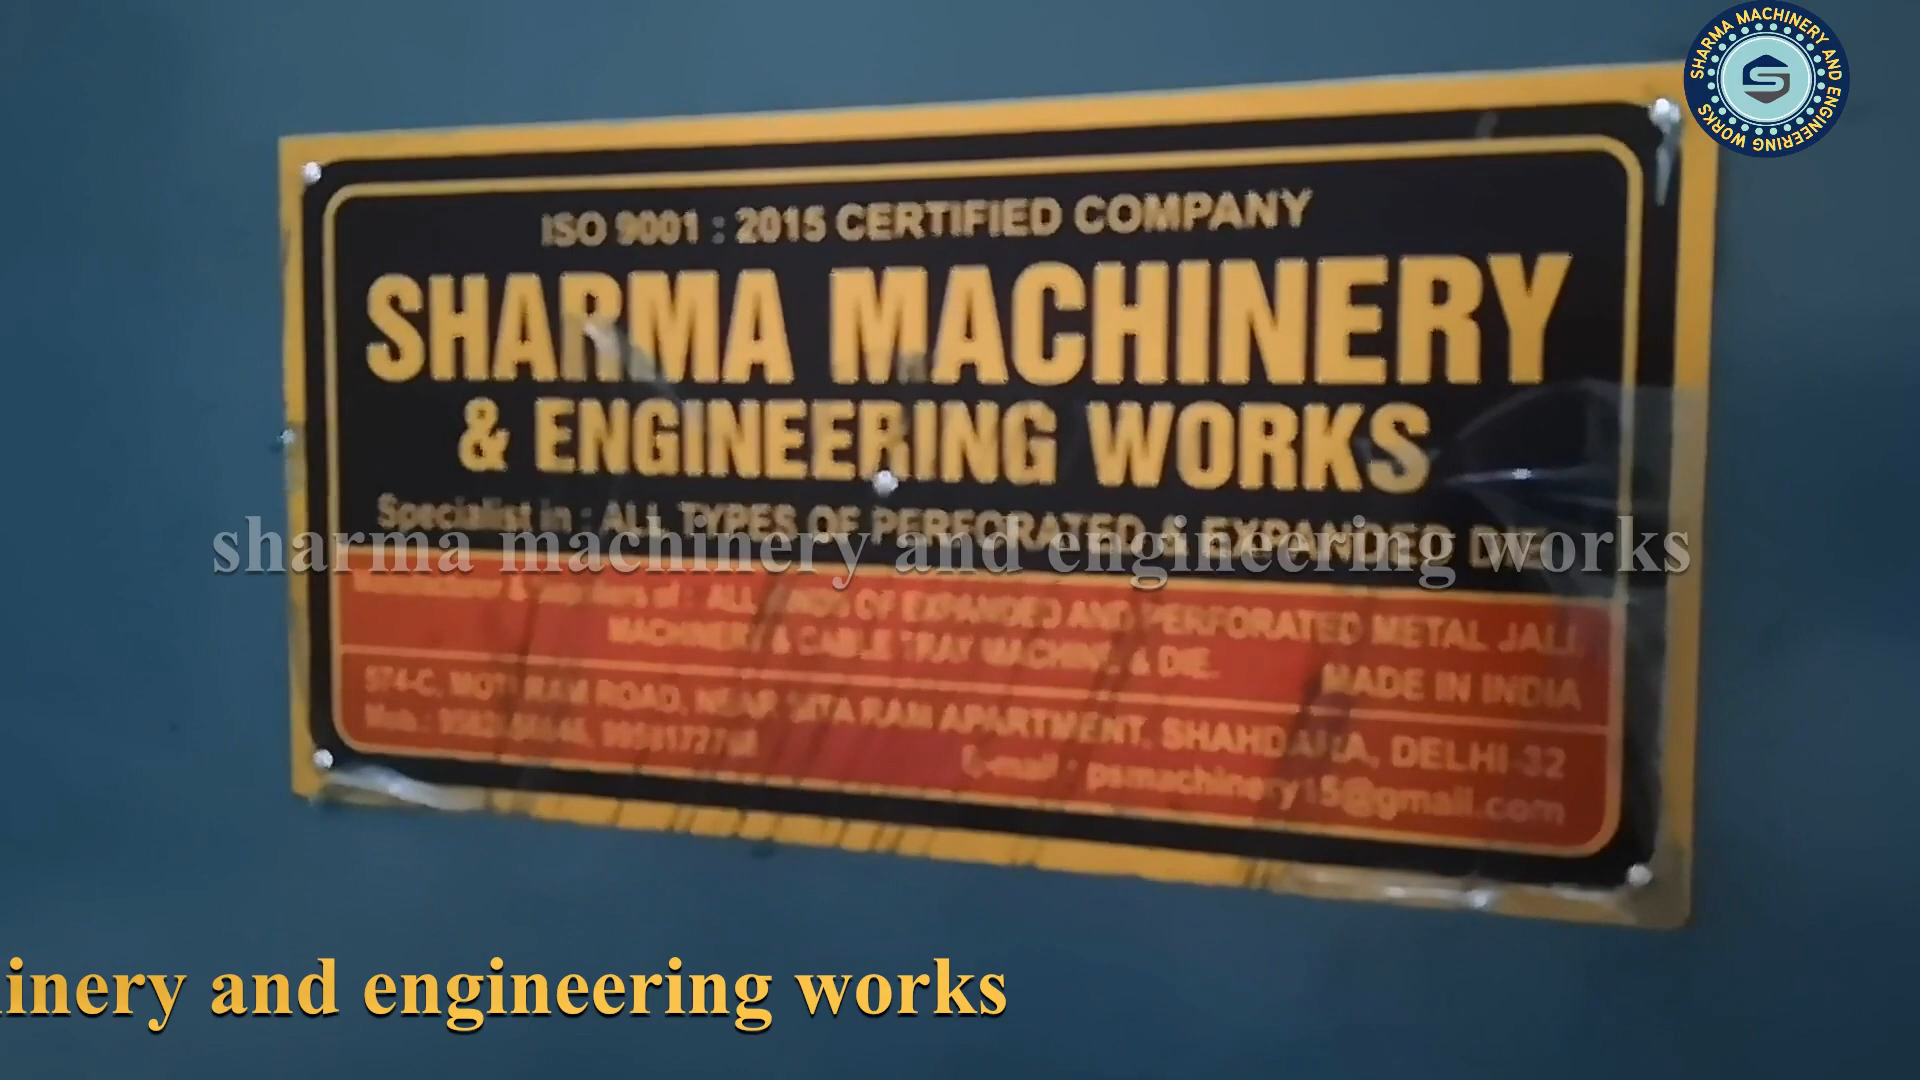 SHARMA MACHINERY AND ENGINEERING WORKS
ISO 9001 : 2015 CERTIFIED COMPANY
SHARMA MACHINERY
& ENGINEERING WORKS
Specialist in : ALL TYPES OF PERFORATED & EXPANDED DIE
sharma machinery and engineering works
ALL KINDS OF EXPANDED AND PERFORATED METAL JALI
MACHINERY & CABLE TRAY MACHINE & DIE.
MADE IN INDIA
ROAD, NEAR SITA RAM APARTMENT, SHAHDARA, DELHI-32
Mob.:
E-mail : psmachinery15@gmail.com
inery and engineering works